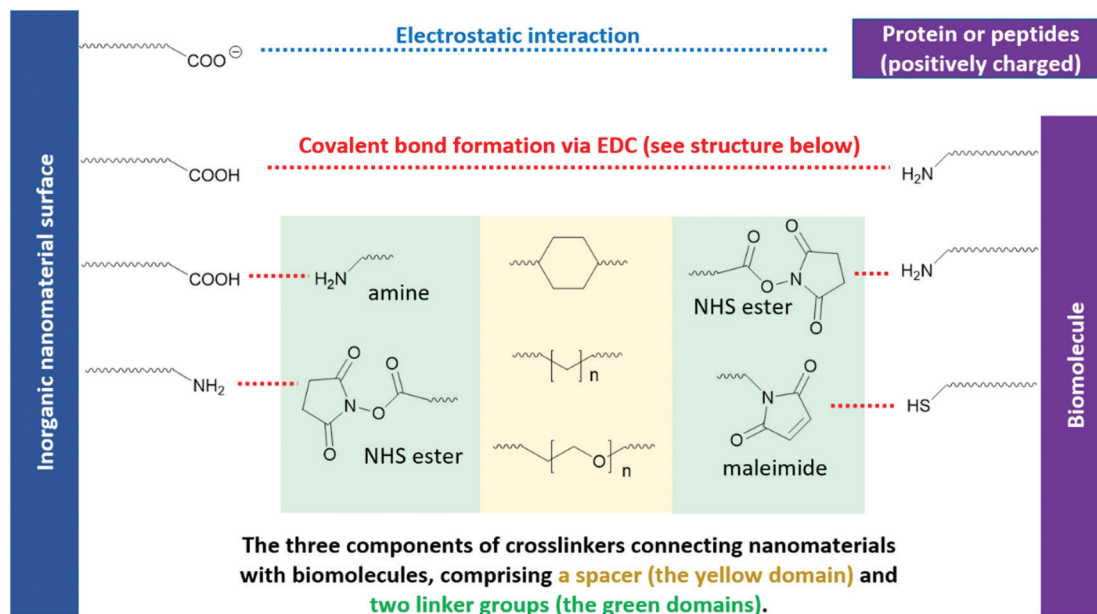 Inorganic nanomaterial surface
COO ⊖
Electrostatic interaction
Protein or peptides
(positively charged)
COOH
Covalent bond formation via EDC (see structure below)
H2N
COOH
H2N
amine
O
O
N
O
O
NHS ester
H2N
NH2
O
O
N
O
O
NHS ester
n
O
n
N
O
O
maleimide
HS
Biomolecule
The three components of crosslinkers connecting nanomaterials
with biomolecules, comprising a spacer (the yellow domain) and
two linker groups (the green domains).